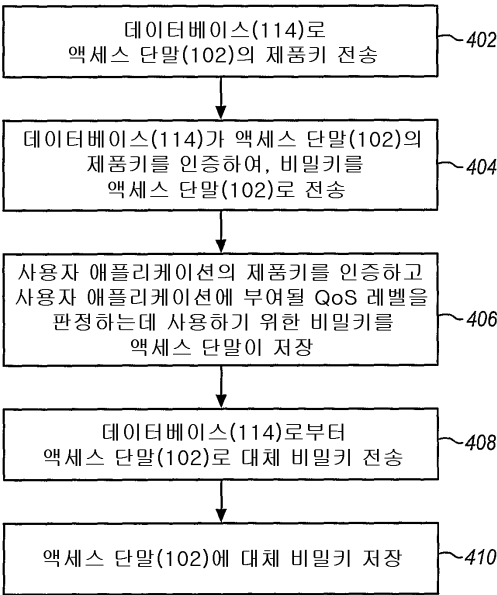 데이터베이스(114)로
액세스 단말(102)의 제품키 전송
402
데이터베이스(114)가 액세스 단말(102)의
제품키를 인증하여, 비밀키를
액세스 단말(102)로 전송
404
사용자 애플리케이션의 제품키를 인증하고
사용자 애플리케이션에 부여될 QoS 레벨을
판정하는데 사용하기 위한 비밀키를
액세스 단말이 저장
406
데이터베이스(114)로부터
액세스 단말(102)로 대체 비밀키 전송
408
액세스 단말(102)에 대체 비밀키 저장
410